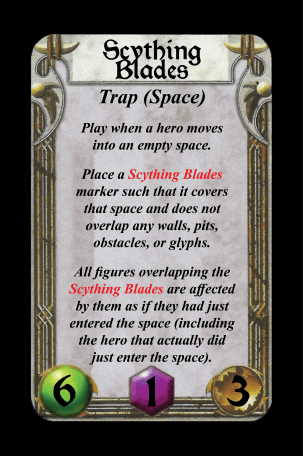 Scything
Blades
Trap (Space)
Play when a hero moves
into an empty space.
Place a Scything Blades
marker such that it covers
that space and does not
overlap any walls, pits,
obstacles, or glyphs.
All figures overlapping the
Scything Blades are affected
by them as if they had just
entered the space (including
the hero that actually did
just enter the space).
6 1 3